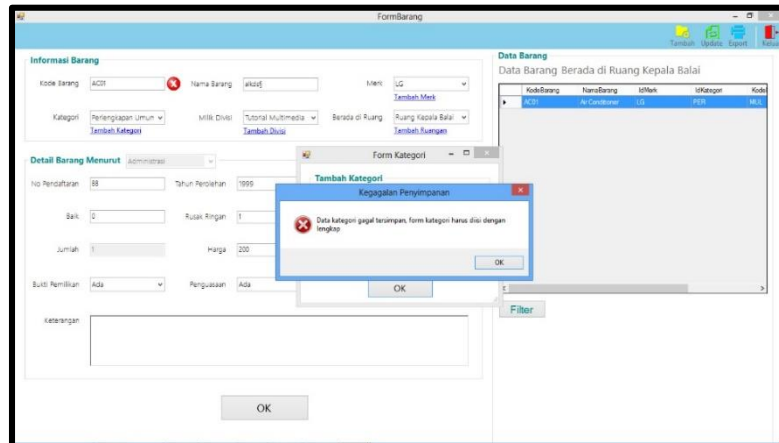 FormBarang
Tambah Update Export Keluar
Informasi Barang
Kode Barang AC01 Nama Barang Merk LG
Tambah Merk
Kategori Perlengkapan Umum Milik Divisi Tutorial Multimedia Berada di Ruang Ruang Kepala Balai
Tambah Kategori Tambah Divisi Tambah Ruangan
Detail Barang Menurut Administrasi
No Pendaftaran 88 Tahun Perolehan 1999
Baik 0 Rusak Ringan 1
Jumlah 1 Harga 200
Bukti Pemilikan Ada Penguasaan Ada
Keterangan
OK
Data Barang
Data Barang Berada di Ruang Kepala Balai
KodeBarang NamaBarang IdMerk IdKategori Kodel
AC01 Air Conditioner LG PER MUL
Filter
Form Kategori
Tambah Kategori
OK
Kegagalan Penyimpanan
Data kategori gagal tersimpan, form kategori harus diisi dengan
lengkap
OK